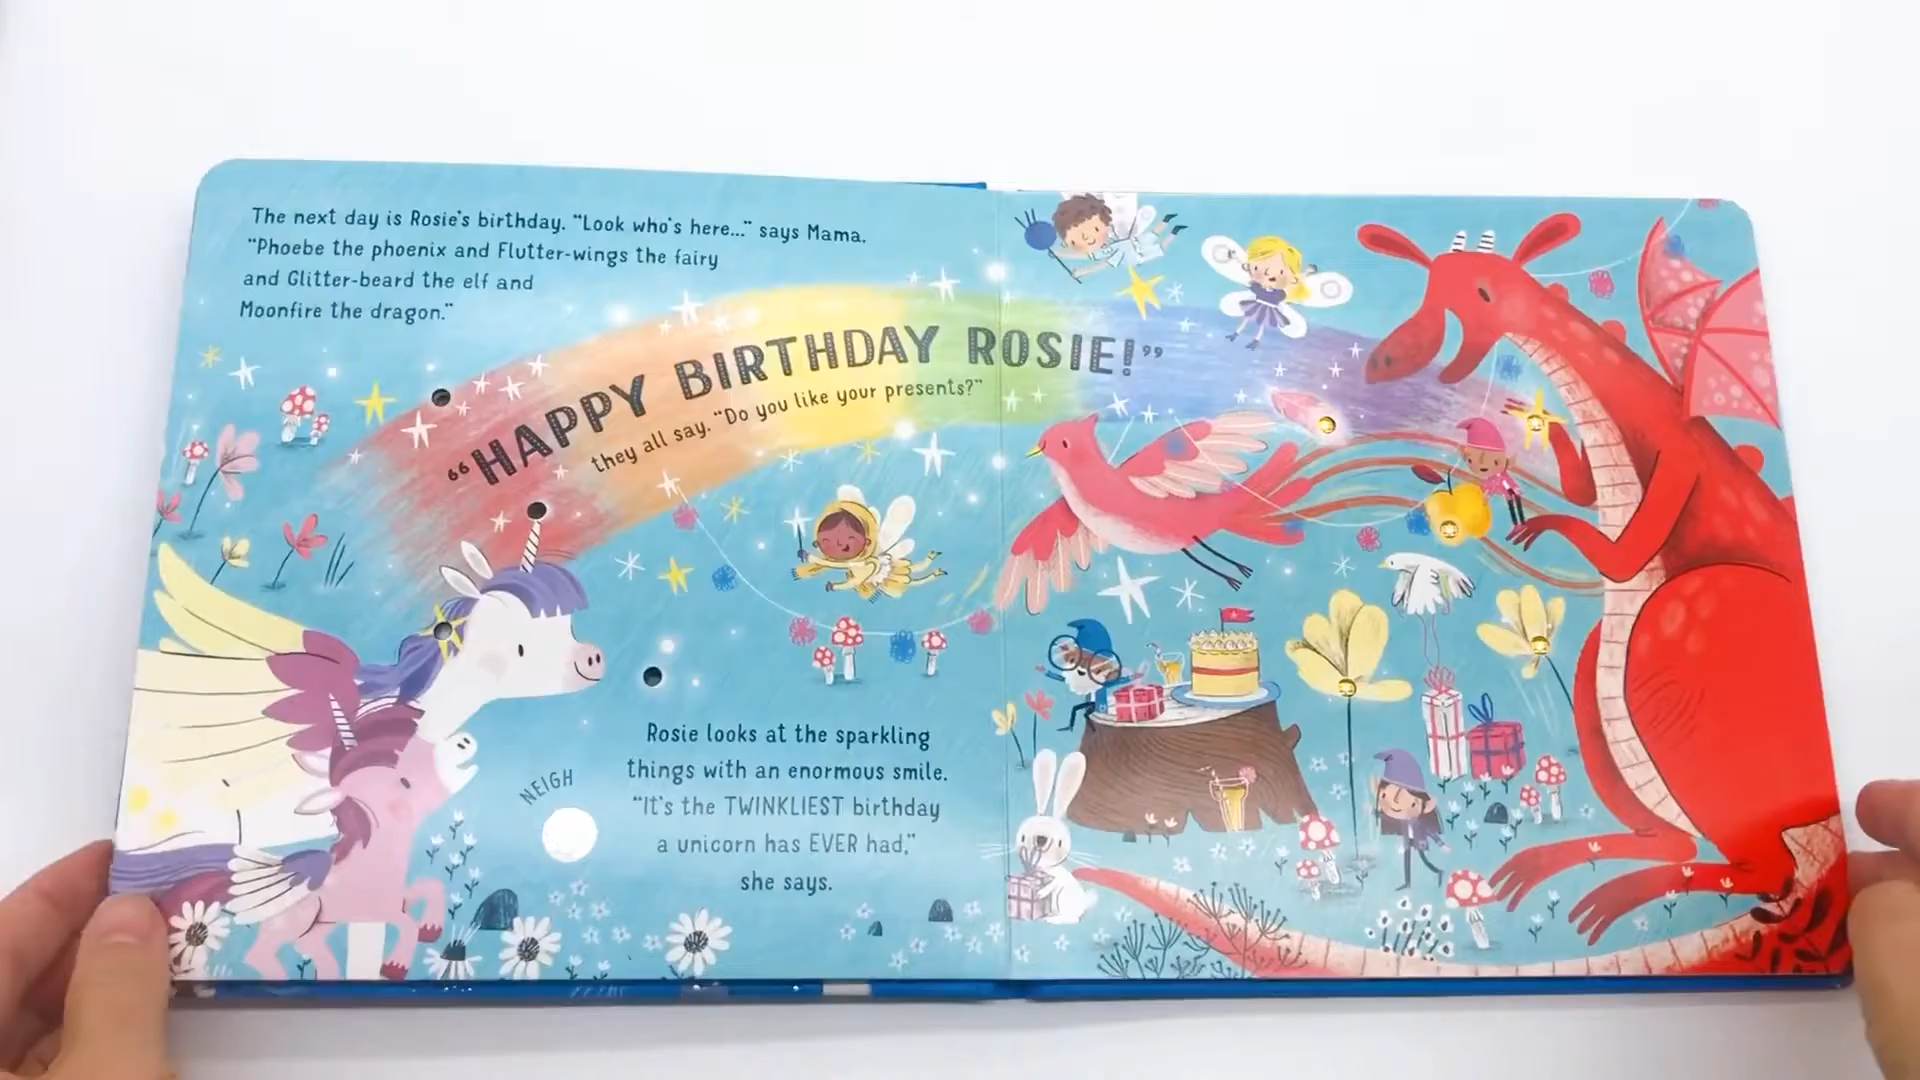 The next day is Rosie's birthday. "Look who's here..." says Mama.
"Phoebe the phoenix and Flutter-wings the fairy
and Glitter-beard the elf and
Moonfire the dragon."
"HAPPY BIRTHDAY ROSIE!"
they all say. "Do you like your presents?"
NEIGH
Rosie looks at the sparkling
things with an enormous smile.
"It's the TWINKLIEST birthday
a unicorn has EVER had,"
she says.